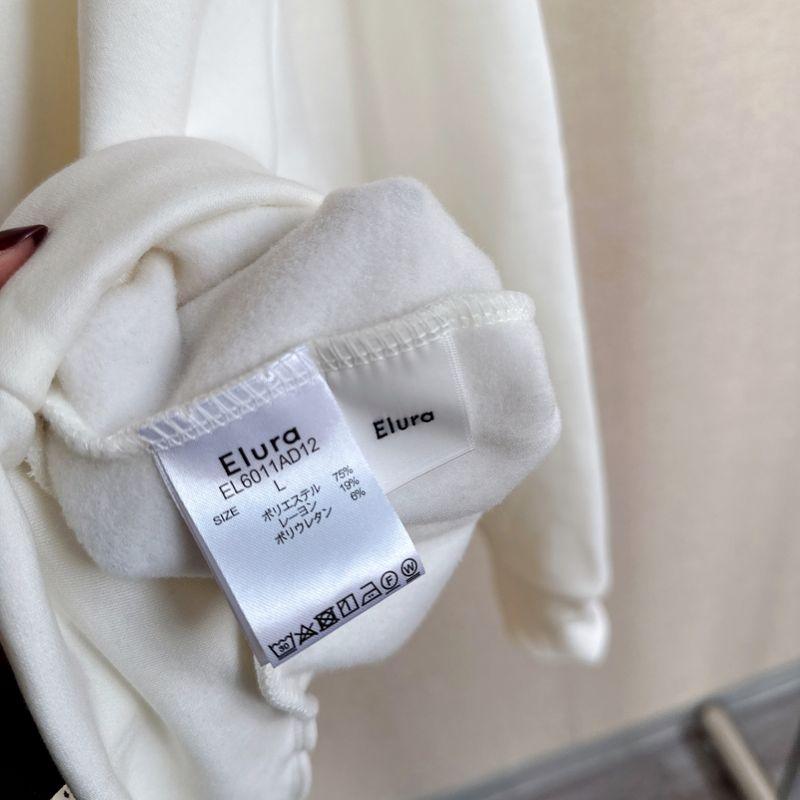 Elura
EL6011AD12
SIZE L
ポリエステル 75%
レーヨン 19%
ポリウレタン 6%
30 F W
Elura